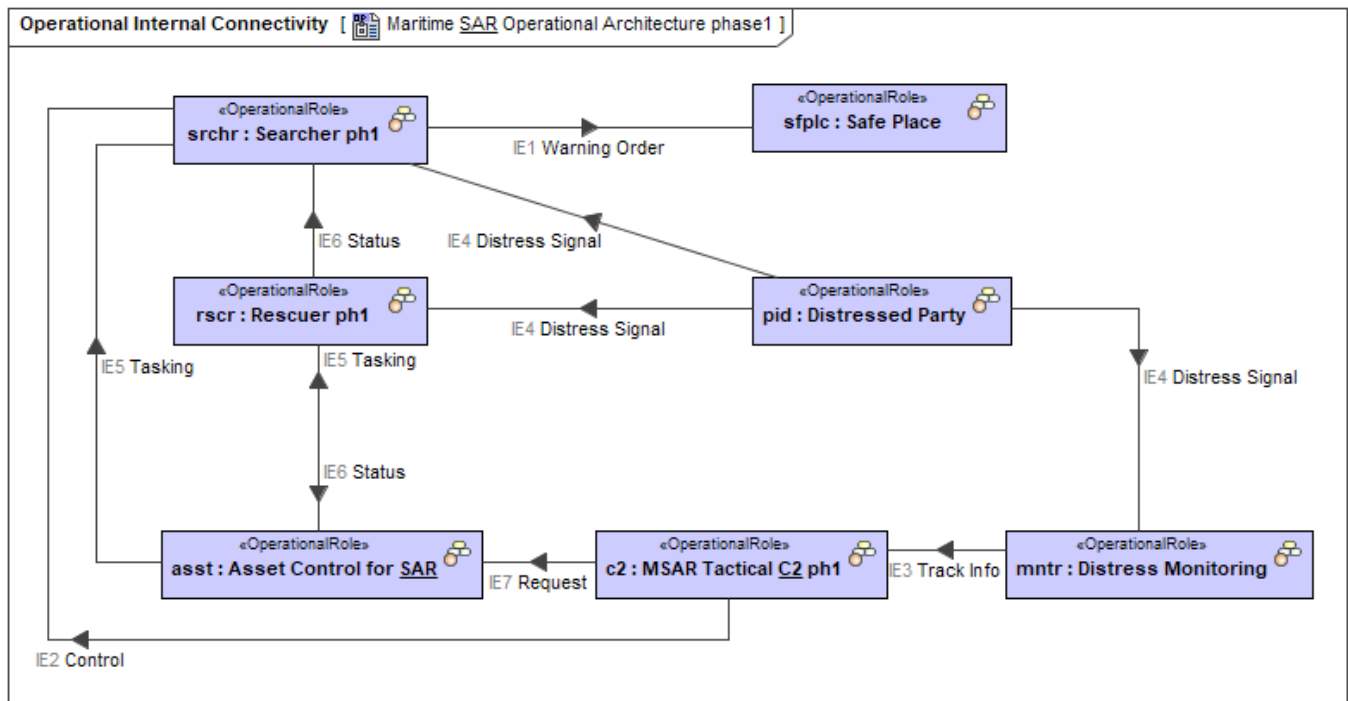 Operational Internal Connectivity [ Maritime SAR Operational Architecture phase1 ]
«OperationalRole»
srchr : Searcher ph1
«OperationalRole»
sfplc : Safe Place
IE1 Warning Order
IE6 Status
IE4 Distress Signal
«OperationalRole»
rscr : Rescuer ph1
«OperationalRole»
pid : Distressed Party
IE4 Distress Signal
IE5 Tasking
IE5 Tasking
IE4 Distress Signal
IE6 Status
«OperationalRole»
asst : Asset Control for SAR
«OperationalRole»
c2 : MSAR Tactical C2 ph1
«OperationalRole»
mntr : Distress Monitoring
IE7 Request
IE3 Track Info
IE2 Control